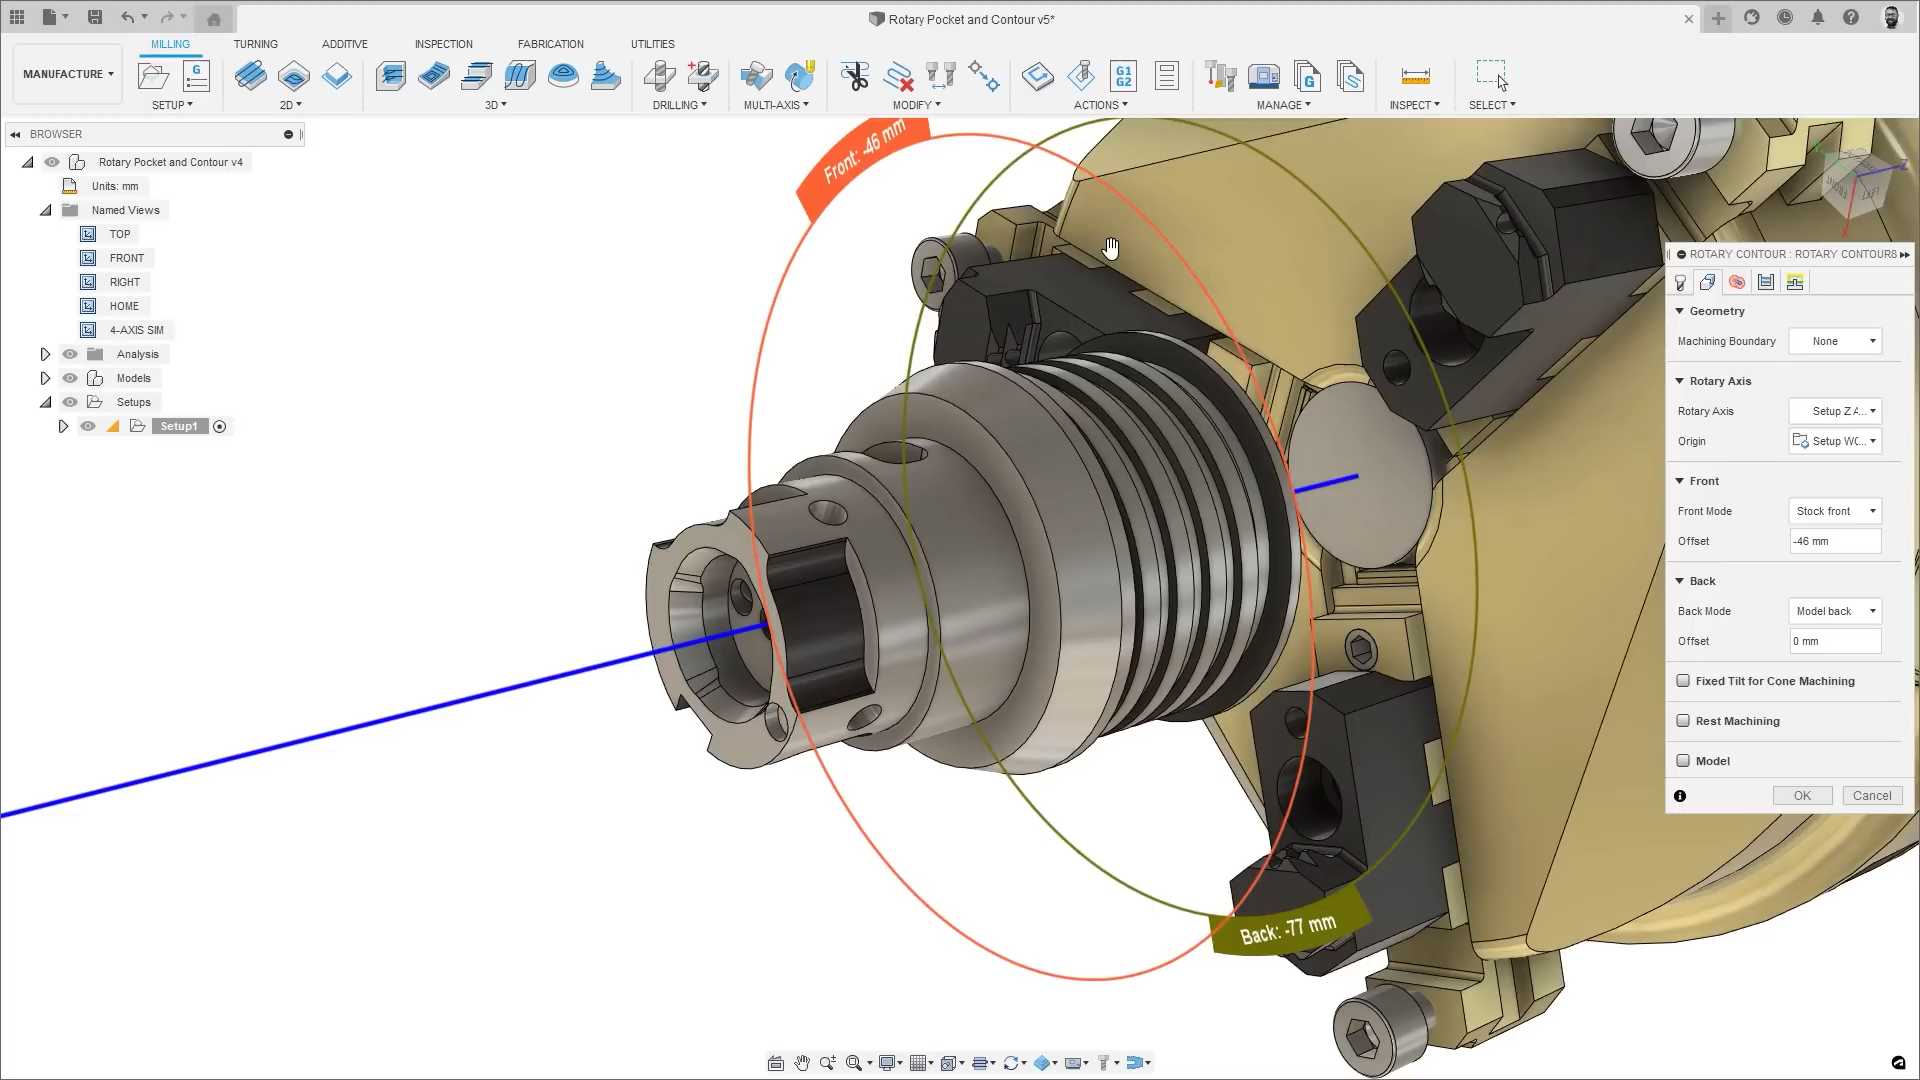 Rotary Pocket and Contour v5*
MANUFACTURE
MILLING
TURNING
ADDITIVE
INSPECTION
FABRICATION
UTILITIES
G
G1
G2
G
SETUP
2D
3D
DRILLING
MULTI-AXIS
MODIFY
ACTIONS
MANAGE
INSPECT
SELECT
BROWSER
Rotary Pocket and Contour v4
Units: mm
Named Views
TOP
FRONT
RIGHT
HOME
4-AXIS SIM
Analysis
Models
Setups
Setup1
Front: -46 mm
Back: -77 mm
FRONT
LEFT
Z
X
ROTARY CONTOUR : ROTARY CONTOUR8
Geometry
Machining Boundary
None
Rotary Axis
Rotary Axis
Setup Z A...
Origin
Setup WC...
Front
Front Mode
Stock front
Offset
-46 mm
Back
Back Mode
Model back
Offset
0 mm
Fixed Tilt for Cone Machining
Rest Machining
Model
OK
Cancel